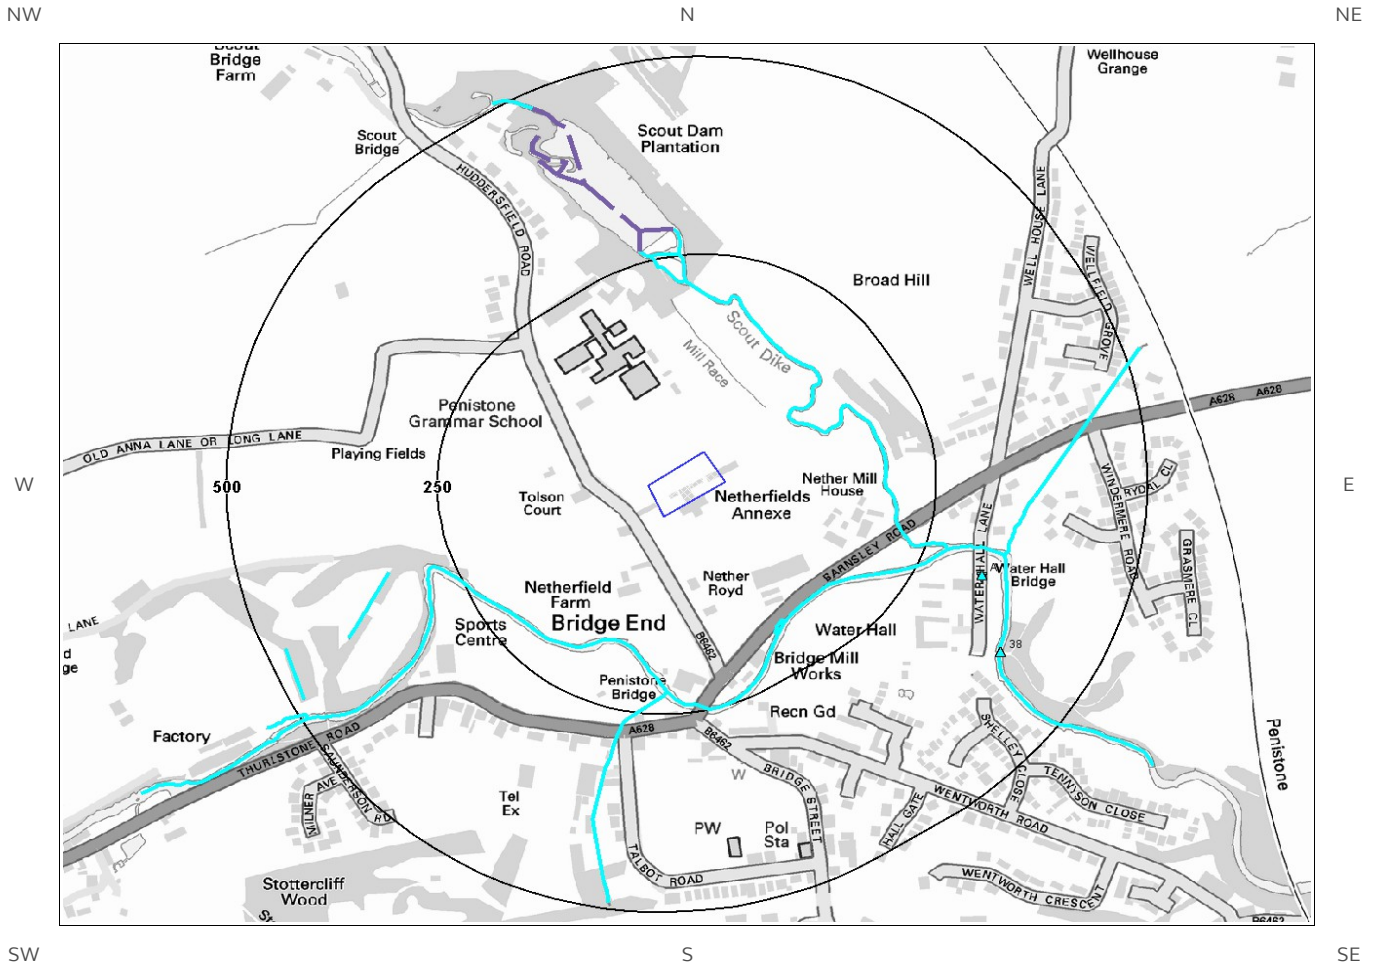 NW
N
NE
Scout
Bridge
Farm
Wellhouse
Grange
Scout
Bridge
Scout Dam
Plantation
HUDDERSFIELD ROAD
WELL HOUSE LANE
WELLFIELD GROVE
Broad Hill
Scout Dike
Mill Race
Penistone
Grammar School
A628
A628
OLD ANNA LANE OR LONG LANE
Playing Fields
W
500
250
Tolson
Court
Netherfields
Annexe
Nether Mill
House
RYDAL CL
WINDERMERE ROAD
E
BARNSLEY ROAD
WATER HALL LANE
GRASMERE CL
Water Hall
Bridge
Nether
Royd
Netherfield
Farm
Bridge End
Sports
Centre
LANE
B6462
Water Hall
38
Bridge Mill
Works
Penistone
Bridge
Recn Gd
Factory
THURLSTONE ROAD
A628
B6462
W
SHELLEY CLOSE
TENNYSON CLOSE
Penistone
SAUNDERSON RD
MILNER AVE
BRIDGE STREET
WENTWORTH ROAD
HALL GATE
Tel
Ex
PW
Pol
Sta
TALBOT ROAD
WENTWORTH CRESCENT
Stottercliff
Wood
B6462
SW
S
SE